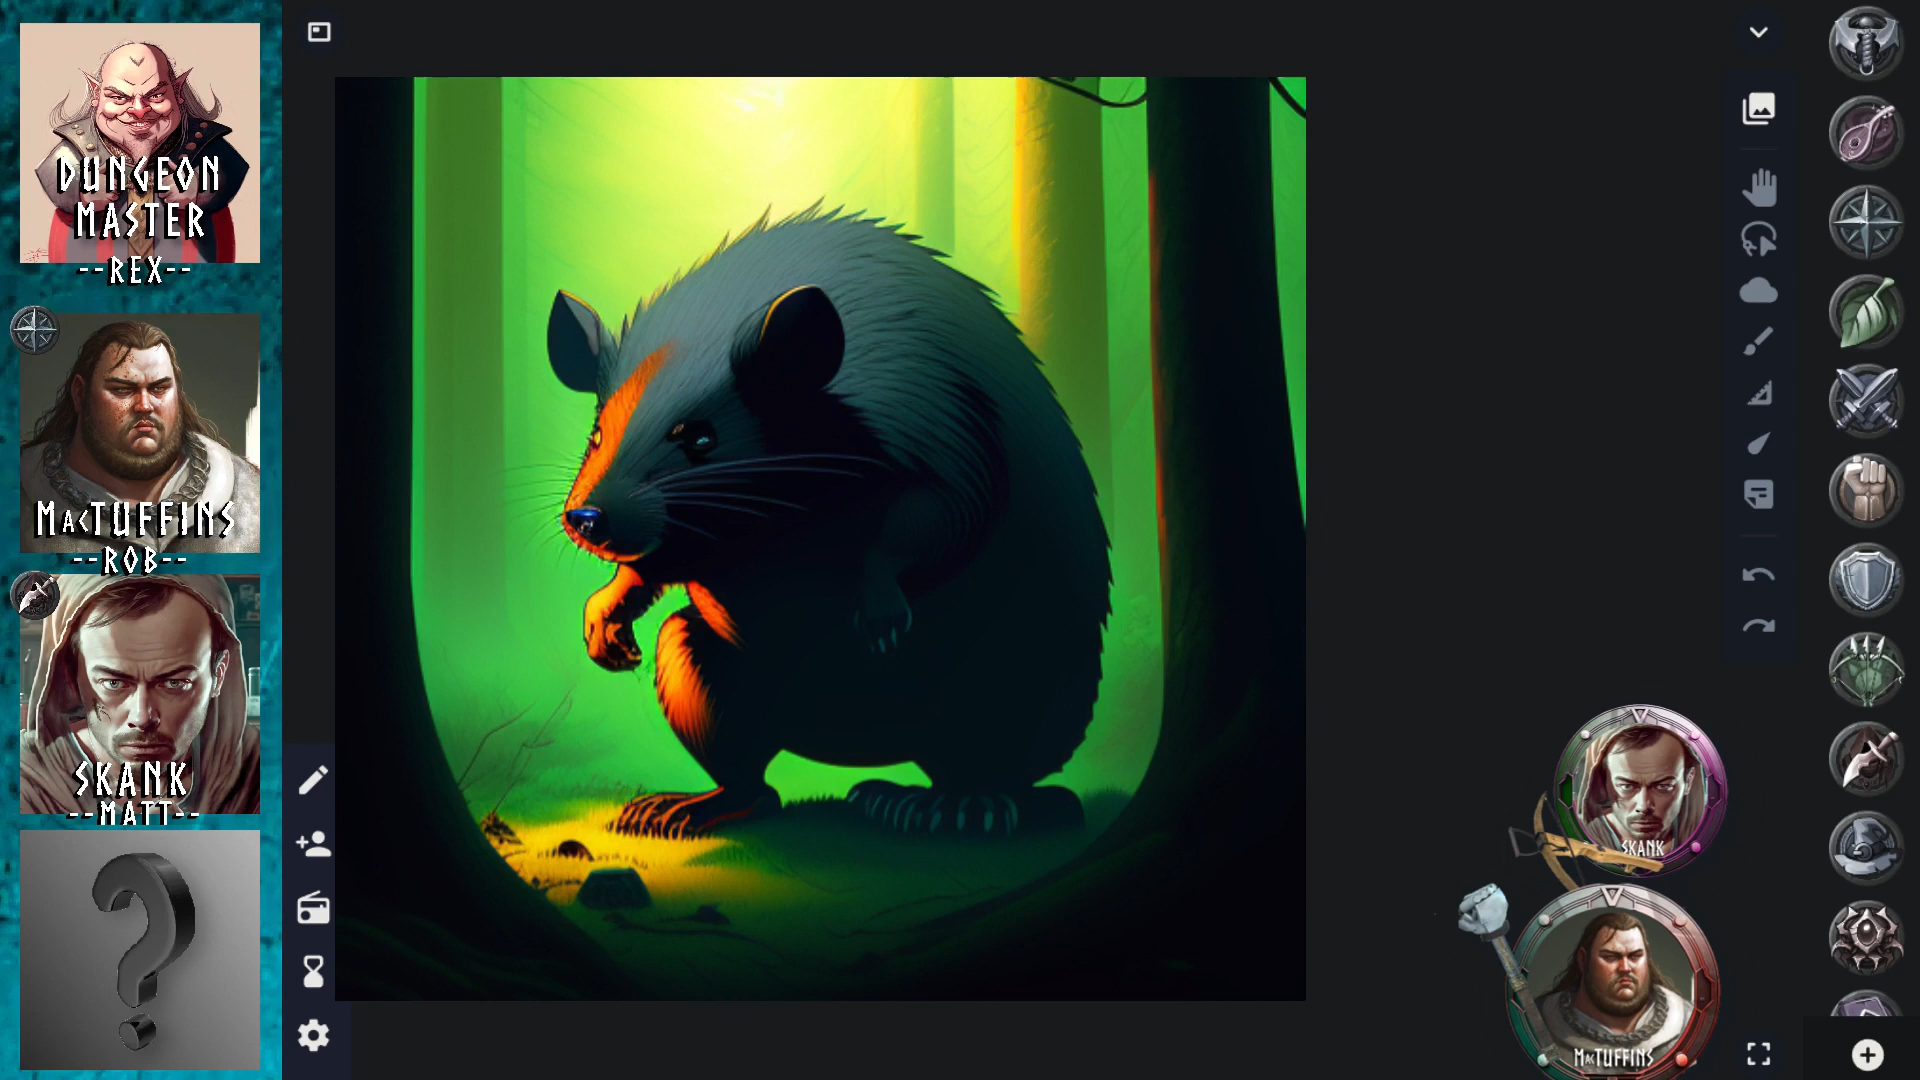 DUNGEON
MASTER
--REX--
MacTUFFINS
--ROB--
SKANK
--MATT--
SKANK
MacTUFFINS